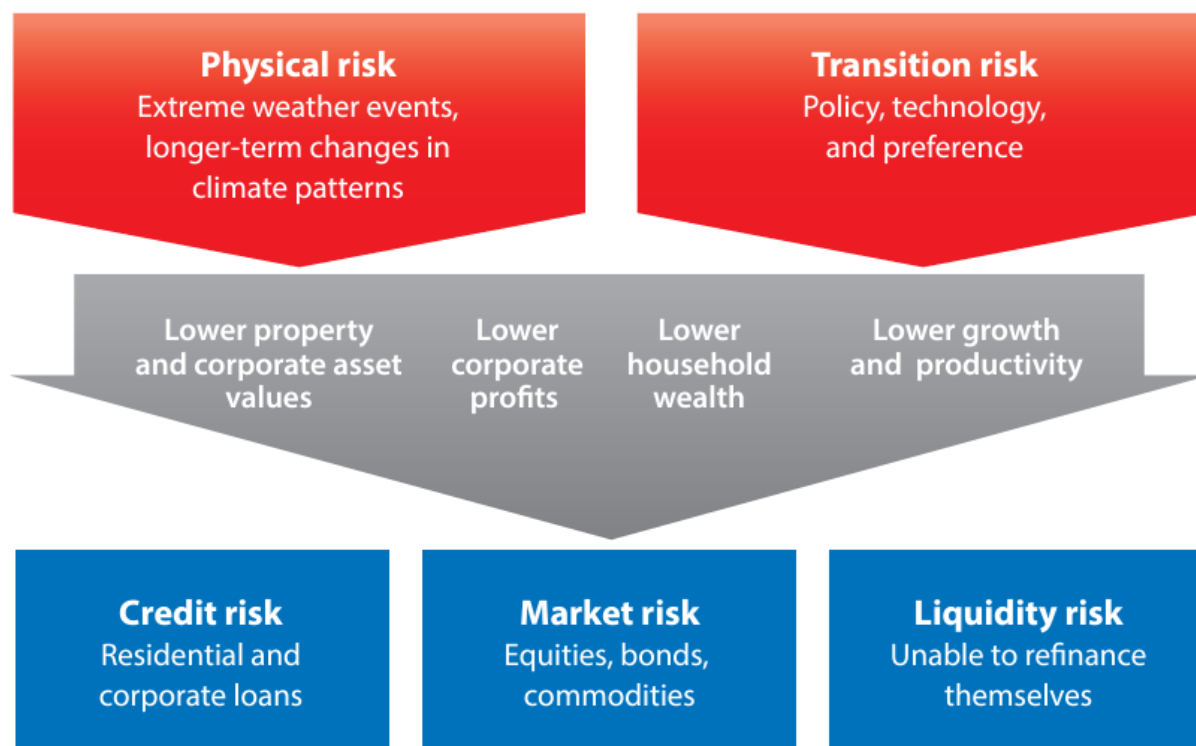 Physical risk
Extreme weather events,
longer-term changes in
climate patterns
Transition risk
Policy, technology,
and preference
Lower property
and corporate asset
values
Lower
corporate
profits
Lower
household
wealth
Lower growth
and productivity
Credit risk
Residential and
corporate loans
Market risk
Equities, bonds,
commodities
Liquidity risk
Unable to refinance
themselves